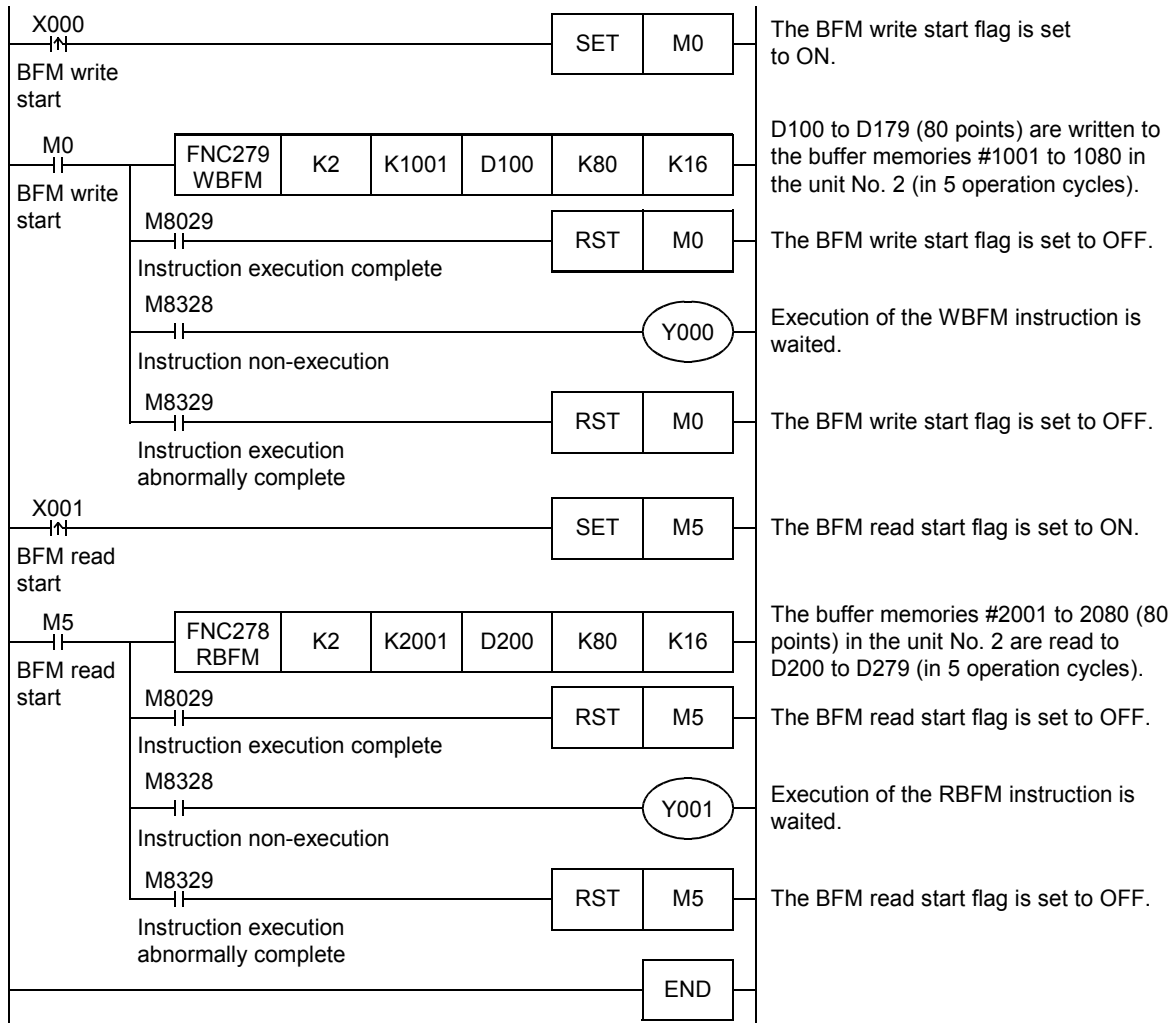 X000
SET M0
The BFM write start flag is set
to ON.
BFM write
start
M0
FNC279
WBFM
K2 K1001 D100 K80 K16
D100 to D179 (80 points) are written to
the buffer memories #1001 to 1080 in
the unit No. 2 (in 5 operation cycles).
BFM write
start
M8029
RST M0
The BFM write start flag is set to OFF.
Instruction execution complete
M8328
Y000
Execution of the WBFM instruction is
waited.
Instruction non-execution
M8329
RST M0
The BFM write start flag is set to OFF.
Instruction execution
abnormally complete
X001
SET M5
The BFM read start flag is set to ON.
BFM read
start
M5
FNC278
RBFM
K2 K2001 D200 K80 K16
The buffer memories #2001 to 2080 (80
points) in the unit No. 2 are read to
D200 to D279 (in 5 operation cycles).
BFM read
start
M8029
RST M5
The BFM read start flag is set to OFF.
Instruction execution complete
M8328
Y001
Execution of the RBFM instruction is
waited.
Instruction non-execution
M8329
RST M5
The BFM read start flag is set to OFF.
Instruction execution
abnormally complete
END